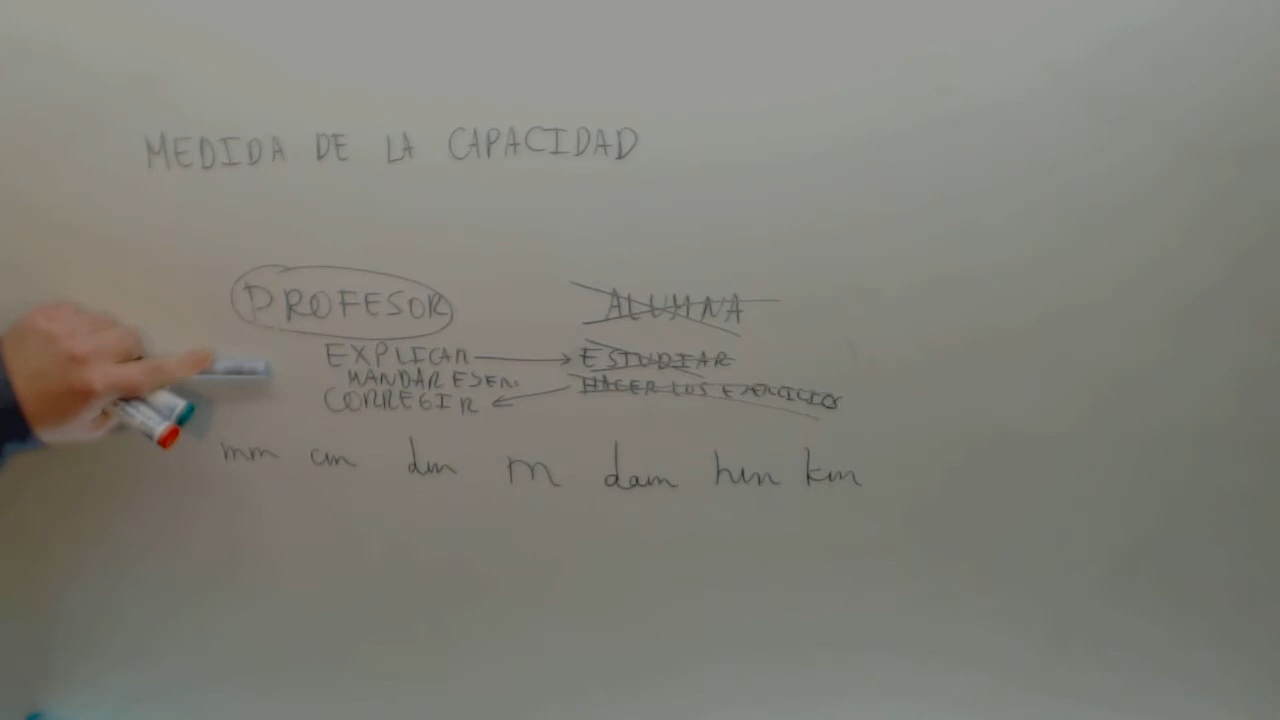 MEDIDA DE LA CAPACIDAD
PROFESOR ALUMNA
EXPLICAR ESTUDIAR
MANDAR HACER LOS EJERCICIOS
CORREGIR
mm cm dm m dam hm km